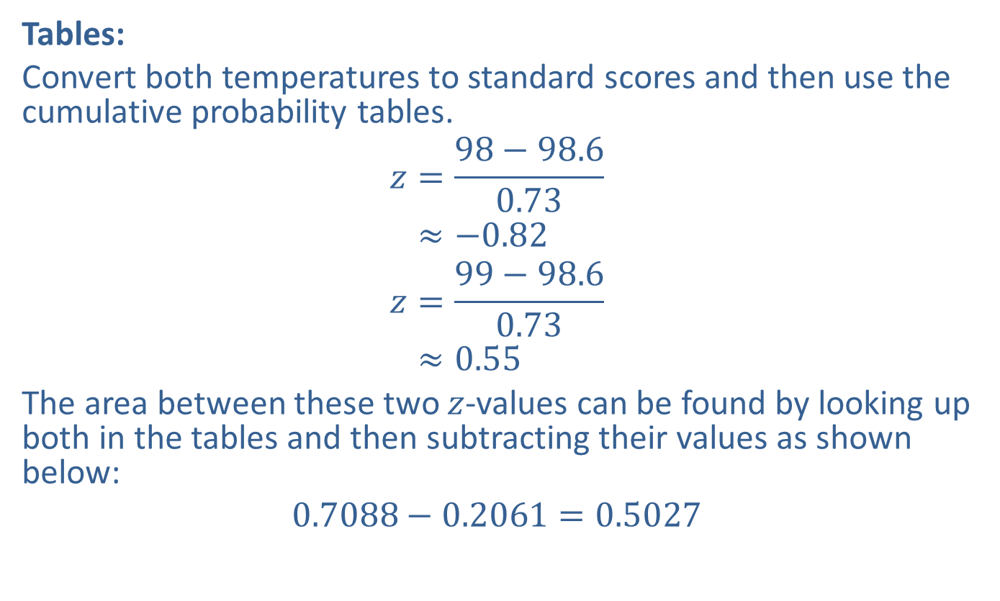 Tables:
Convert both temperatures to standard scores and then use the
cumulative probability tables.
z = \frac{98 − 98.6}{0.73}
≈ −0.82
z = \frac{99 − 98.6}{0.73}
≈ 0.55
The area between these two z-values can be found by looking up
both in the tables and then subtracting their values as shown
below:
0.7088 − 0.2061 = 0.5027